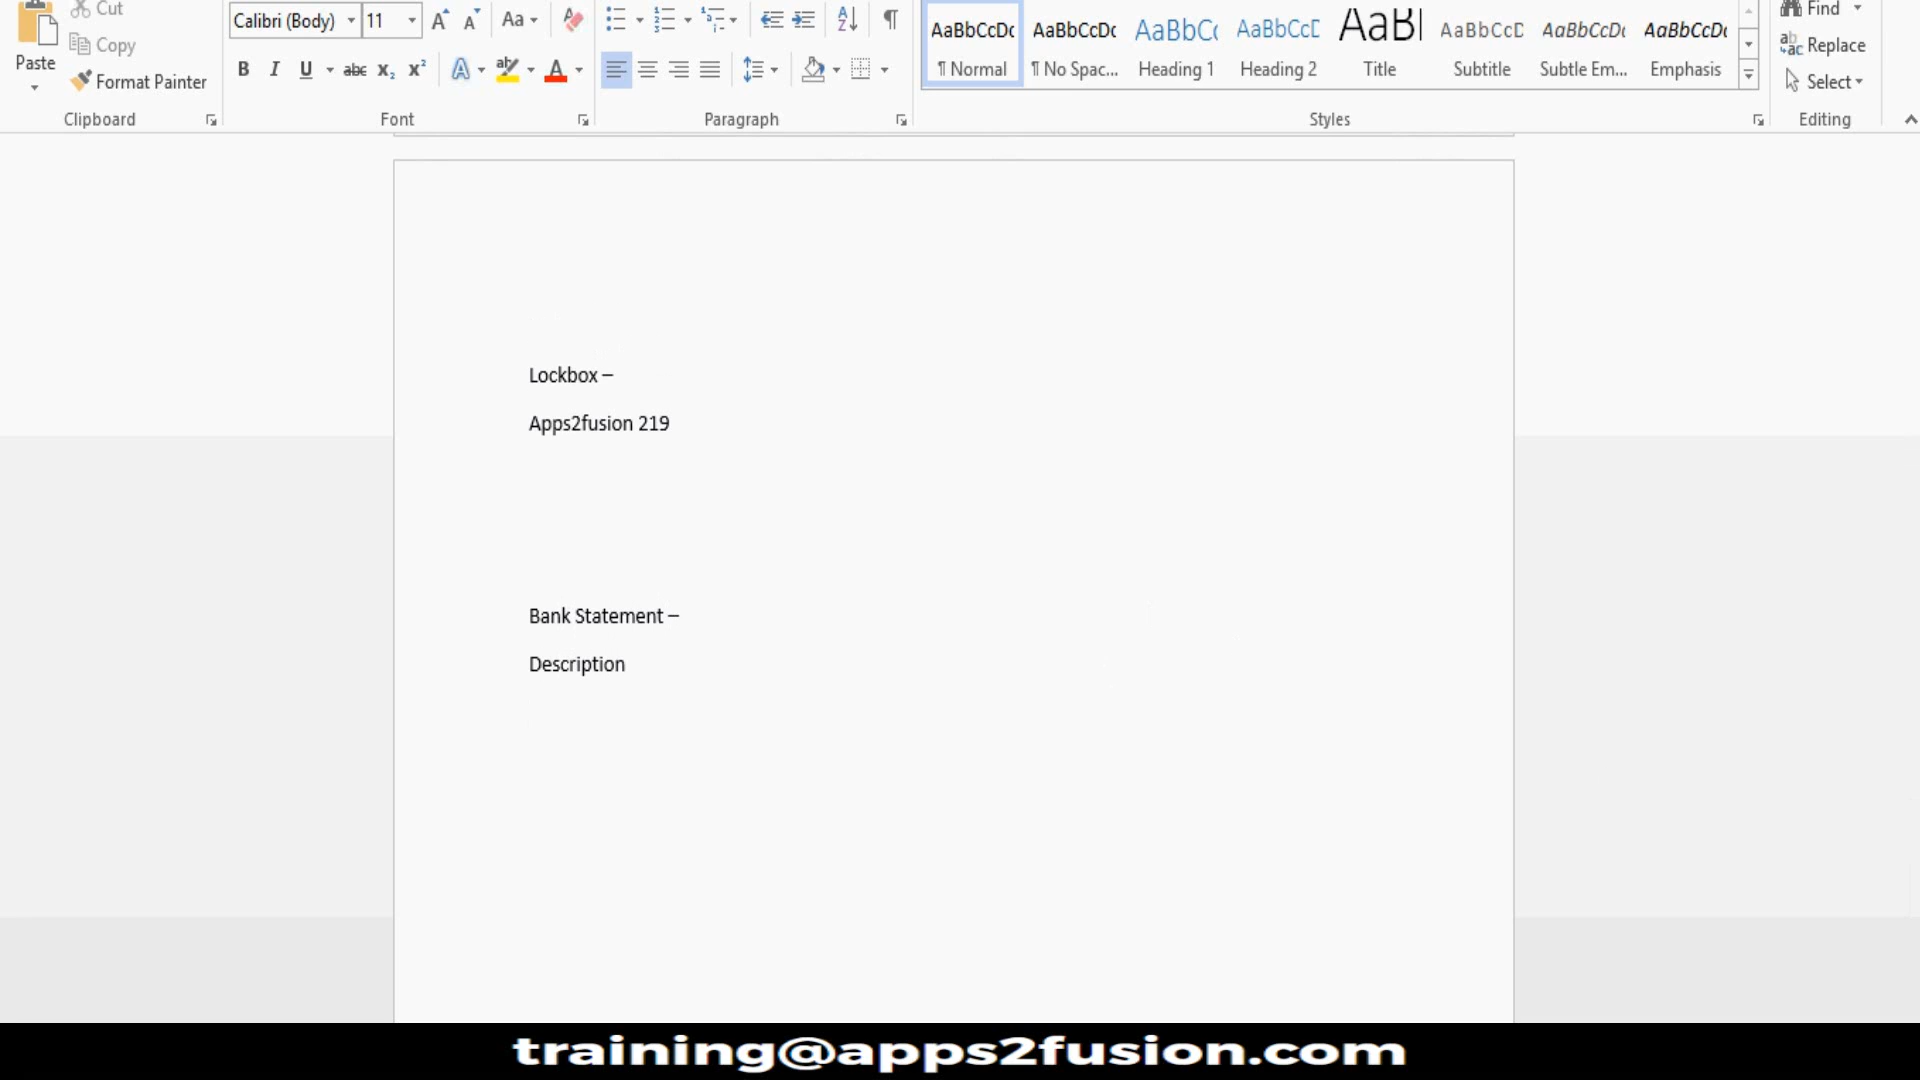 Cut
Find
Calibri (Body)
11
Aa
AaBbCcDc
AaBbCcDc
AaBbCc
AaBbCcD
AaBl
AaBbCcD
AaBbCcDc
AaBbCcDc
Copy
Replace
Paste
Format Painter
B I U abc x₂ x²
¶ Normal
¶ No Spac...
Heading 1
Heading 2
Title
Subtitle
Subtle Em...
Emphasis
Select
Clipboard
Font
Paragraph
Styles
Editing
Lockbox –
Apps2fusion 219
Bank Statement –
Description
training@apps2fusion.com